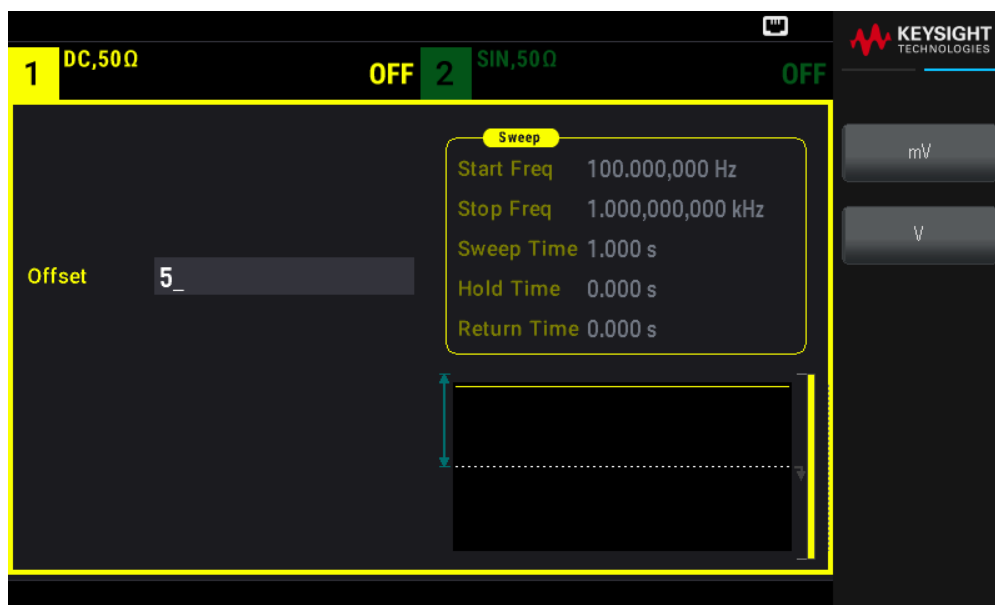 KEYSIGHT
TECHNOLOGIES
1 DC,50Ω OFF 2 SIN,50Ω OFF
Sweep
Start Freq 100.000,000 Hz
Stop Freq 1.000,000,000 kHz
Sweep Time 1.000 s
Hold Time 0.000 s
Return Time 0.000 s
Offset 5_
mV
V